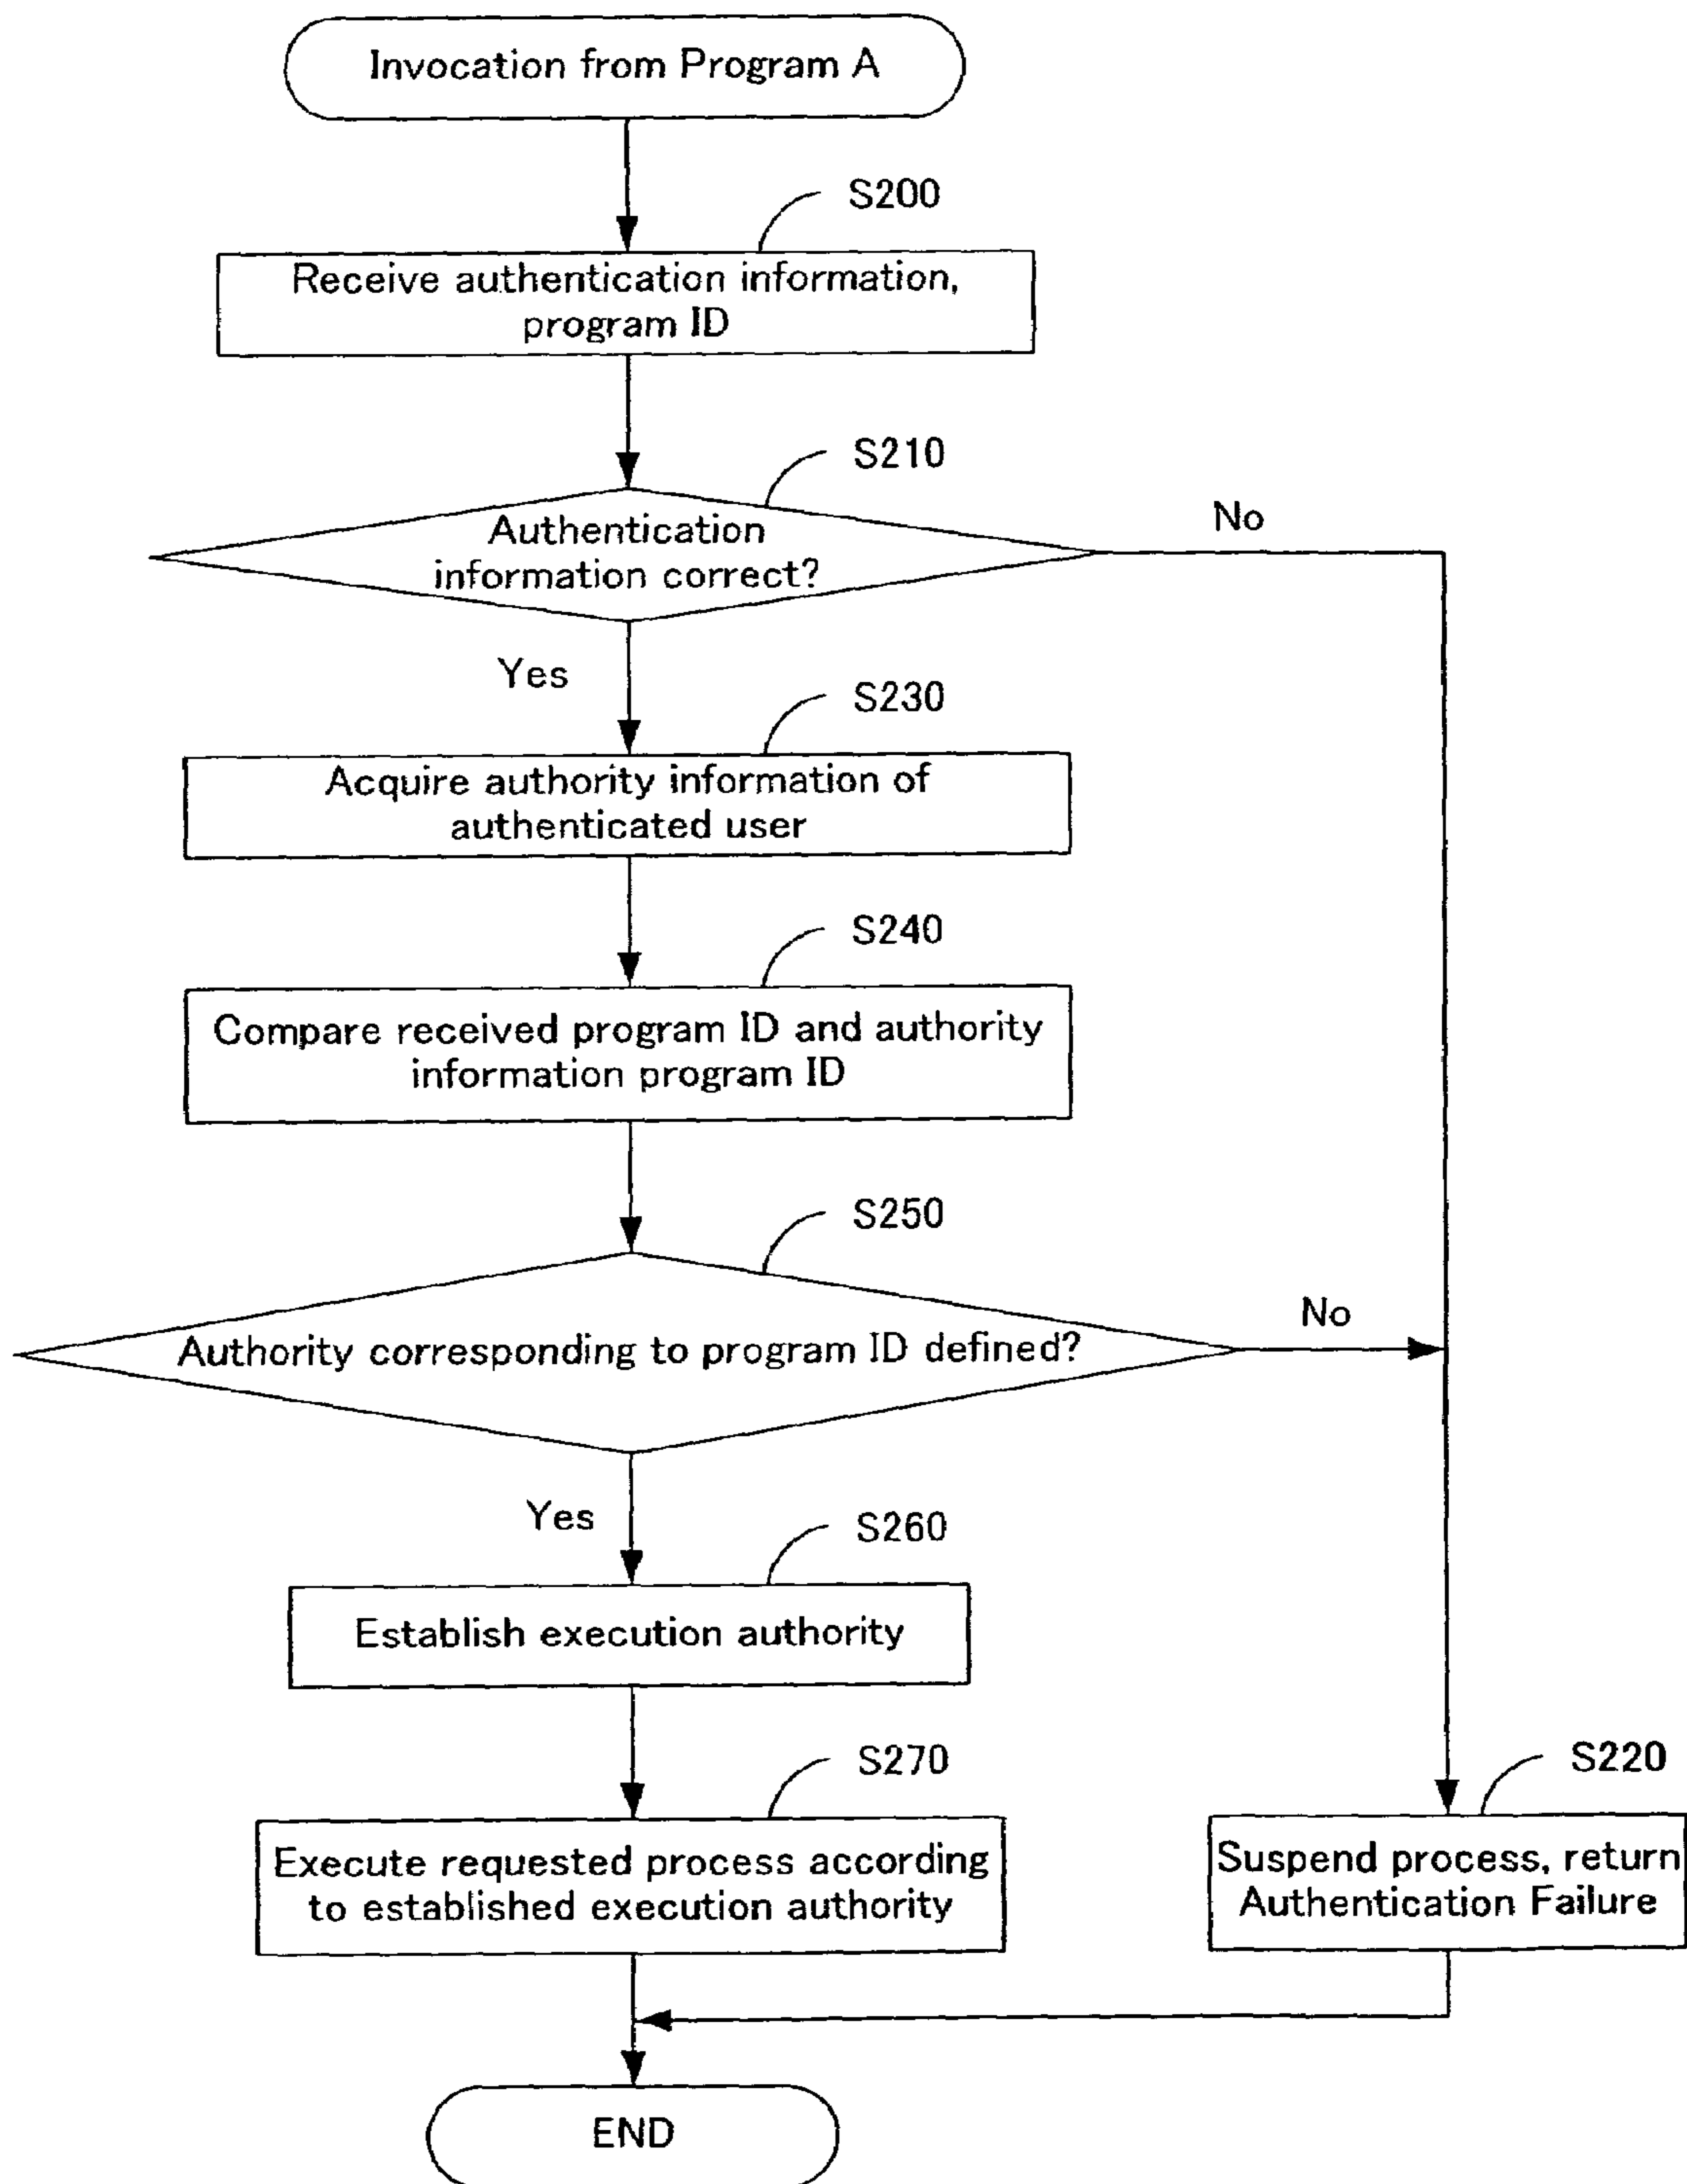 Invocation from Program A
S200
Receive authentication information,
program ID
S210
Authentication
information correct?
No
Yes
S230
Acquire authority information of
authenticated user
S240
Compare received program ID and authority
information program ID
S250
Authority corresponding to program ID defined?
No
Yes
S260
Establish execution authority
S270
Execute requested process according
to established execution authority
S220
Suspend process, return
Authentication Failure
END